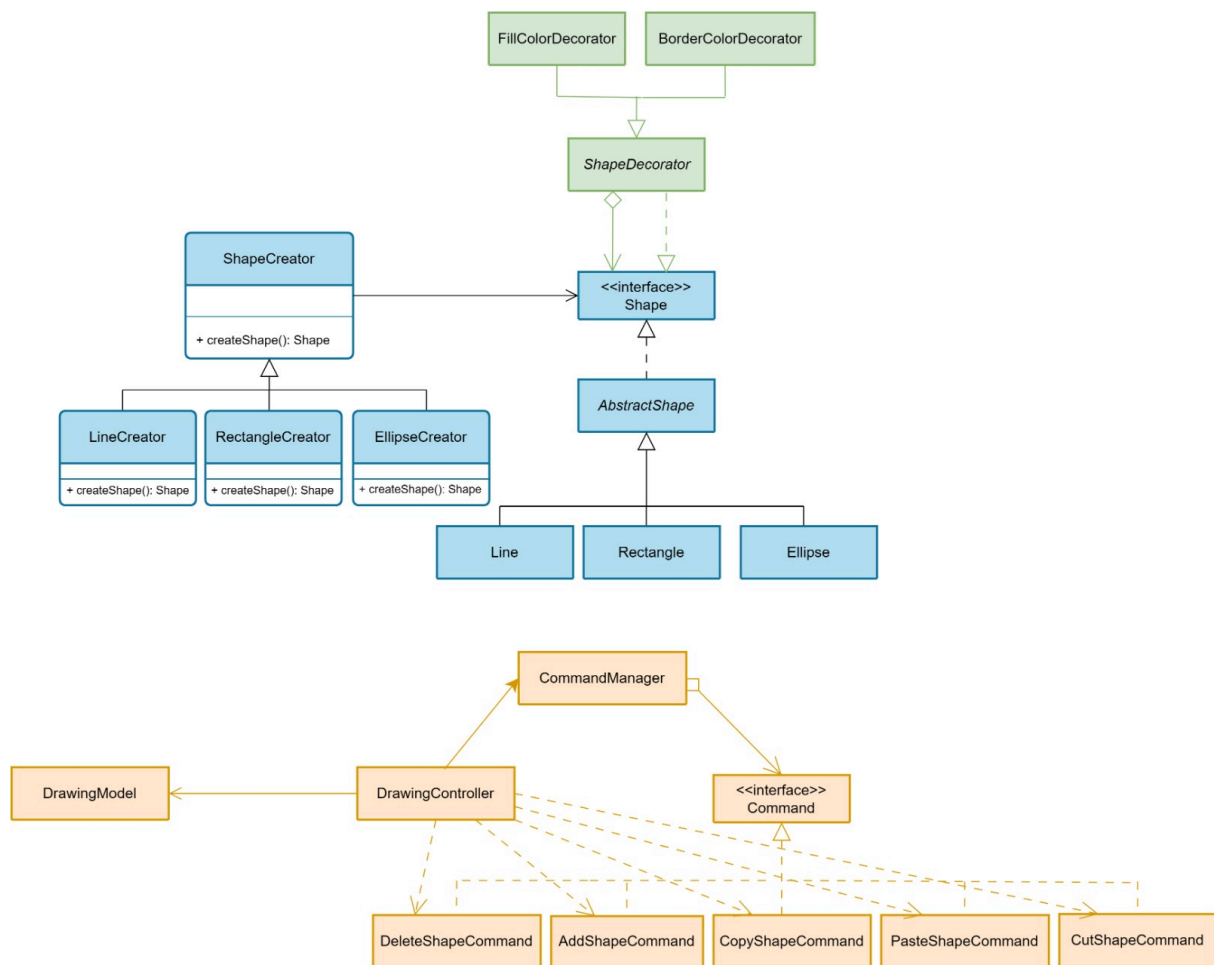 FillColorDecorator
BorderColorDecorator
ShapeDecorator
ShapeCreator
+ createShape(): Shape
<<interface>>
Shape
AbstractShape
LineCreator
+ createShape(): Shape
RectangleCreator
+ createShape(): Shape
EllipseCreator
+ createShape(): Shape
Line
Rectangle
Ellipse
CommandManager
DrawingModel
DrawingController
<<interface>>
Command
DeleteShapeCommand
AddShapeCommand
CopyShapeCommand
PasteShapeCommand
CutShapeCommand